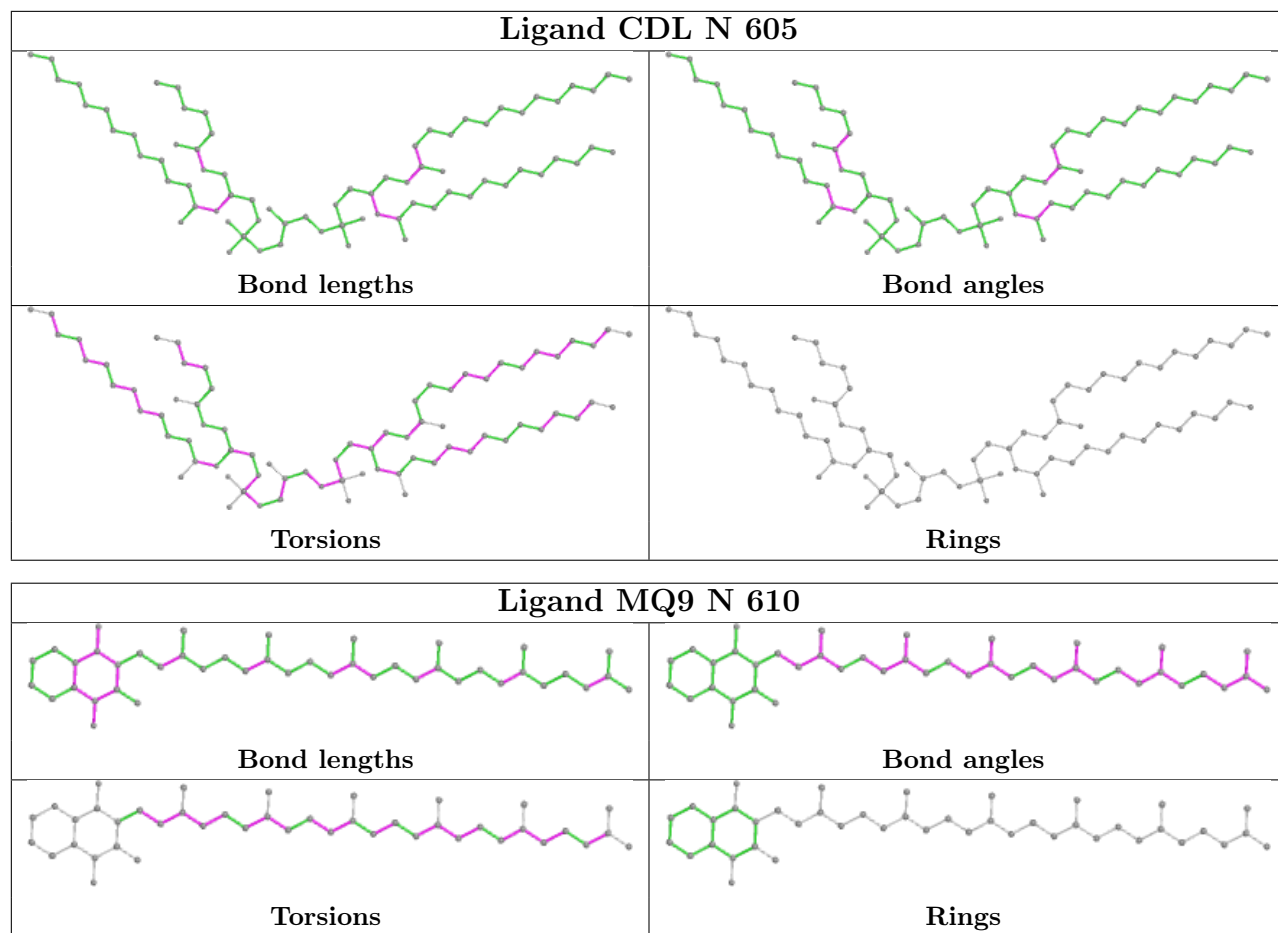 Ligand CDL N 605
Bond lengths
Bond angles
Torsions
Rings
Ligand MQ9 N 610
Bond lengths
Bond angles
Torsions
Rings